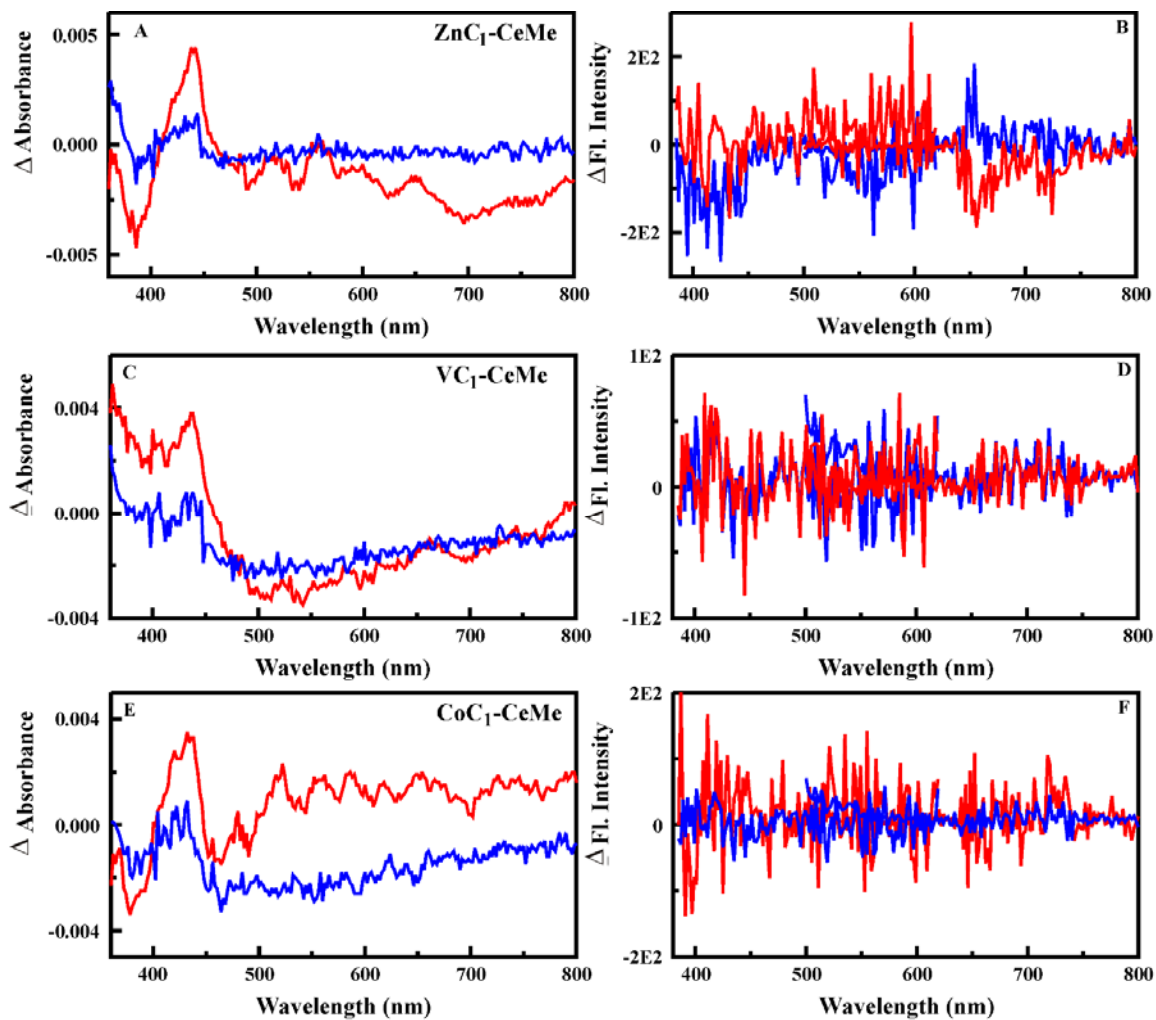 A
ZnC₁-CeMe
Δ Absorbance
0.005
0.000
-0.005
400
500
600
700
800
Wavelength (nm)
B
ΔFl. Intensity
2E2
0
-2E2
400
500
600
700
800
Wavelength (nm)
C
VC₁-CeMe
Δ Absorbance
0.004
0.000
-0.004
400
500
600
700
800
Wavelength (nm)
D
ΔFl. Intensity
1E2
0
-1E2
400
500
600
700
800
Wavelength (nm)
E
CoC₁-CeMe
Δ Absorbance
0.004
0.000
-0.004
400
500
600
700
800
Wavelength (nm)
F
ΔFl. Intensity
2E2
0
-2E2
400
500
600
700
800
Wavelength (nm)